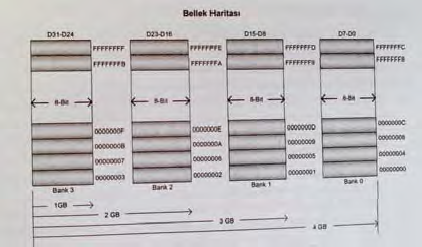 Bellek Haritası
D31-D24 D23-D16 D15-D8 D7-D0
FFFFFFFF FFFFFFFE FFFFFFFD FFFFFFFC
FFFFFFFB FFFFFFFA
8-Bit 8-Bit 8-Bit 8-Bit
0000000F 0000000E 0000000D 0000000C
0000000B 0000000A 00000009 00000008
00000007 00000006 00000005 00000004
00000003 00000002 00000001 00000000
Bank 3 Bank 2 Bank 1 Bank 0
1GB
2 GB
3 GB
4 GB